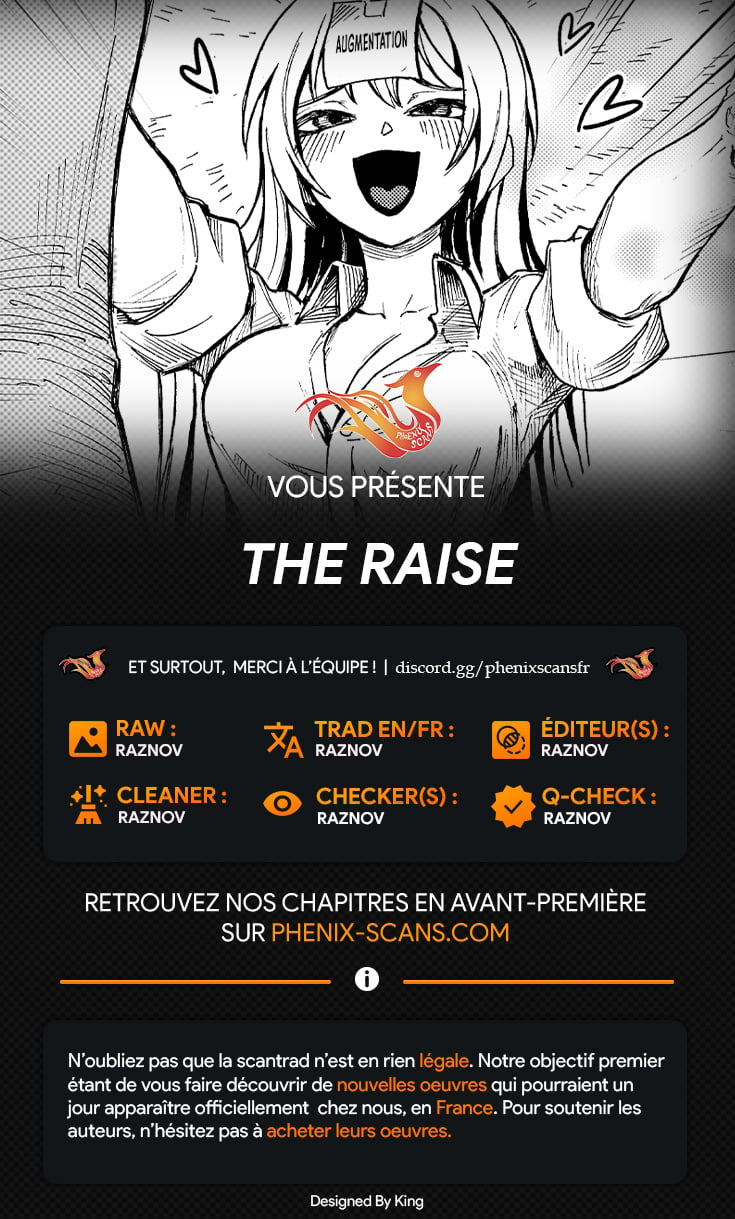 AUGMENTATION
PHENIX
SCANS
VOUS PRÉSENTE
THE RAISE
ET SURTOUT, MERCI À L'ÉQUIPE ! | discord.gg/phenixscansfr
RAW :
RAZNOV
TRAD EN/FR :
RAZNOV
ÉDITEUR(S) :
RAZNOV
CLEANER :
RAZNOV
CHECKER(S) :
RAZNOV
Q-CHECK :
RAZNOV
RETROUVEZ NOS CHAPITRES EN AVANT-PREMIÈRE
SUR PHENIX-SCANS.COM
N'oubliez pas que la scantrad n'est en rien légale. Notre objectif premier
étant de vous faire découvrir de nouvelles oeuvres qui pourraient un
jour apparaître officiellement chez nous, en France. Pour soutenir les
auteurs, n'hésitez pas à acheter leurs oeuvres.
Designed By King